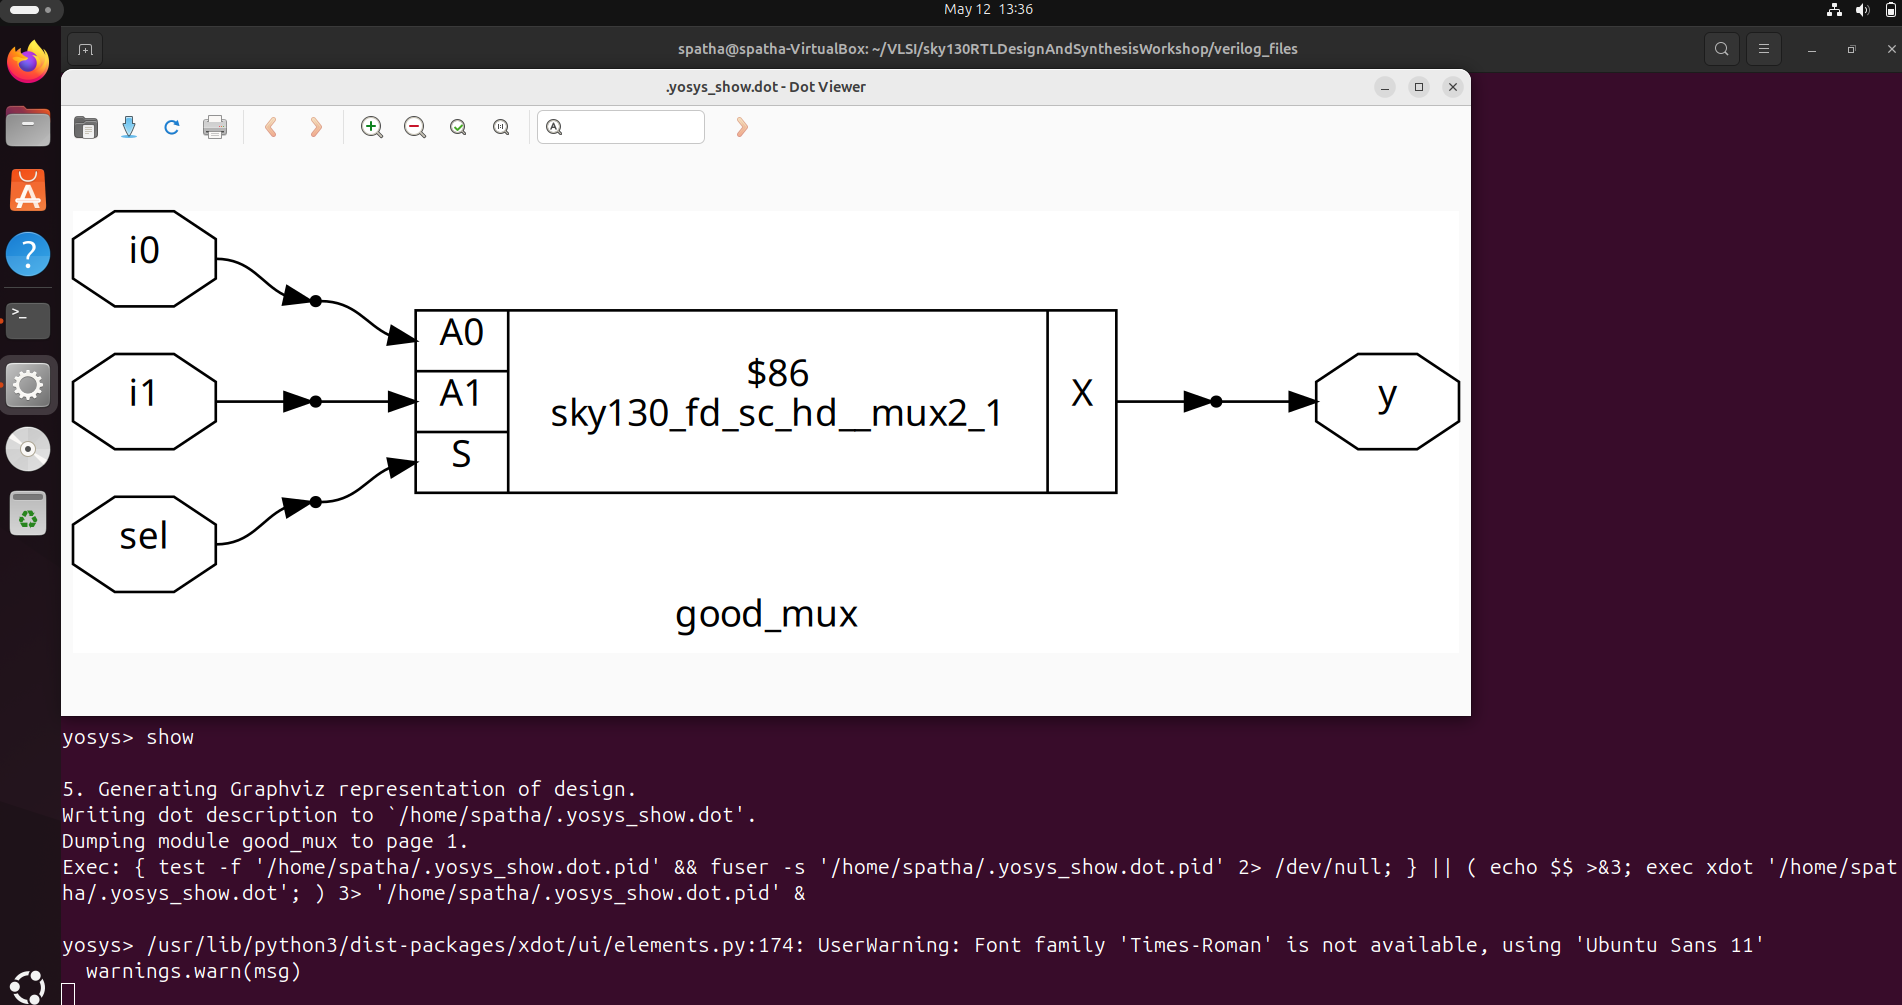 May 12 13:36
spatha@spatha-VirtualBox: ~/VLSI/sky130RTLDesignAndSynthesisWorkshop/verilog_files
.yosys_show.dot - Dot Viewer
i0
i1
sel
A0
A1
S
$86
sky130_fd_sc_hd__mux2_1
X
y
good_mux
yosys> show
5. Generating Graphviz representation of design.
Writing dot description to `/home/spatha/.yosys_show.dot'.
Dumping module good_mux to page 1.
Exec: { test -f '/home/spatha/.yosys_show.dot.pid' && fuser -s '/home/spatha/.yosys_show.dot.pid' 2> /dev/null; } || ( echo $$ >&3; exec xdot '/home/spat
ha/.yosys_show.dot'; ) 3> '/home/spatha/.yosys_show.dot.pid' &
yosys> /usr/lib/python3/dist-packages/xdot/ui/elements.py:174: UserWarning: Font family 'Times-Roman' is not available, using 'Ubuntu Sans 11'
warnings.warn(msg)